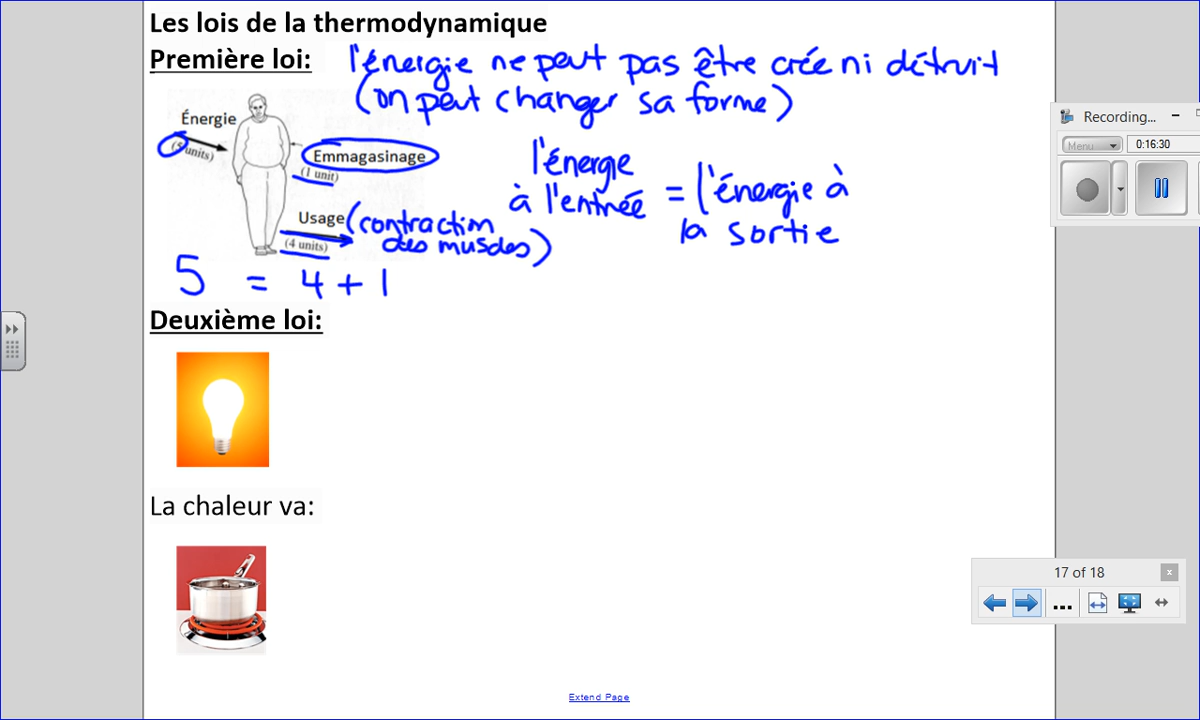 Les lois de la thermodynamique
Première loi: l'énergie ne peut pas être crée ni détruit
(on peut changer sa forme)
Énergie
(5 units)
Emmagasinage
(1 unit)
l'énergie
à l'entrée = l'énergie à
la sortie
Usage (contraction
des muscles)
(4 units)
5 = 4 + 1
Deuxième loi:
La chaleur va:
Recording...
Menu
0:16:30
17 of 18
x
...
Extend Page